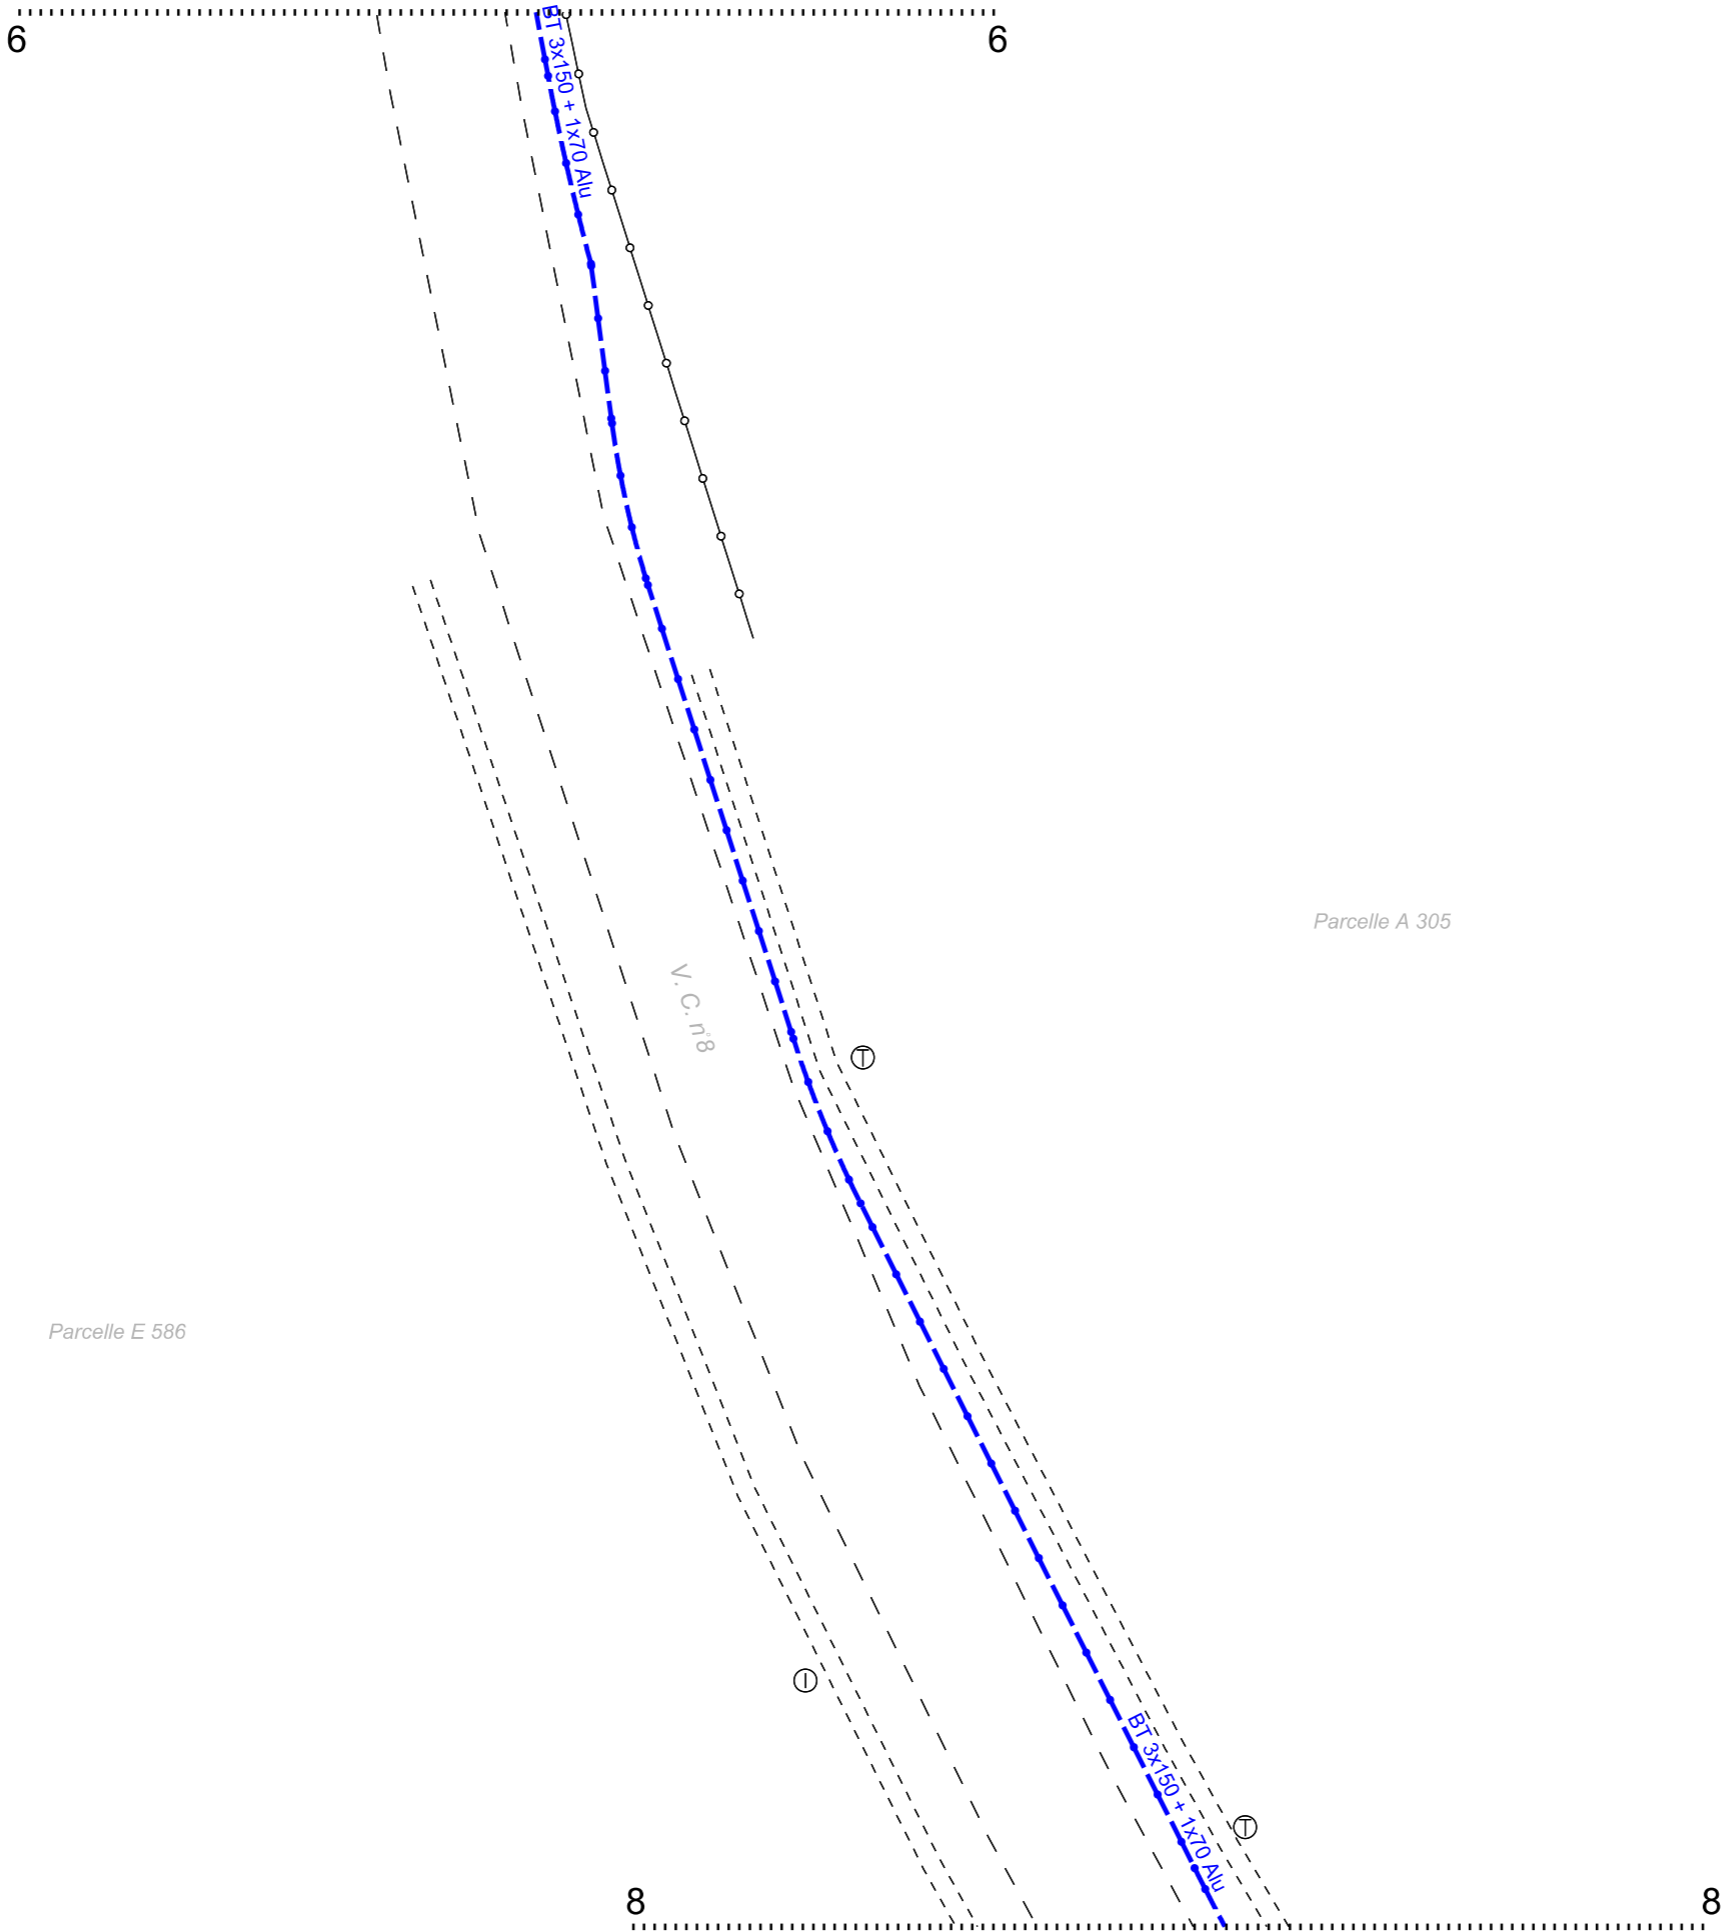 6
6
BT 3x150 + 1x70 Alu
Parcelle A 305
V. C. n°8
T
Parcelle E 586
I
BT 3x150 + 1x70 Alu
T
8
8